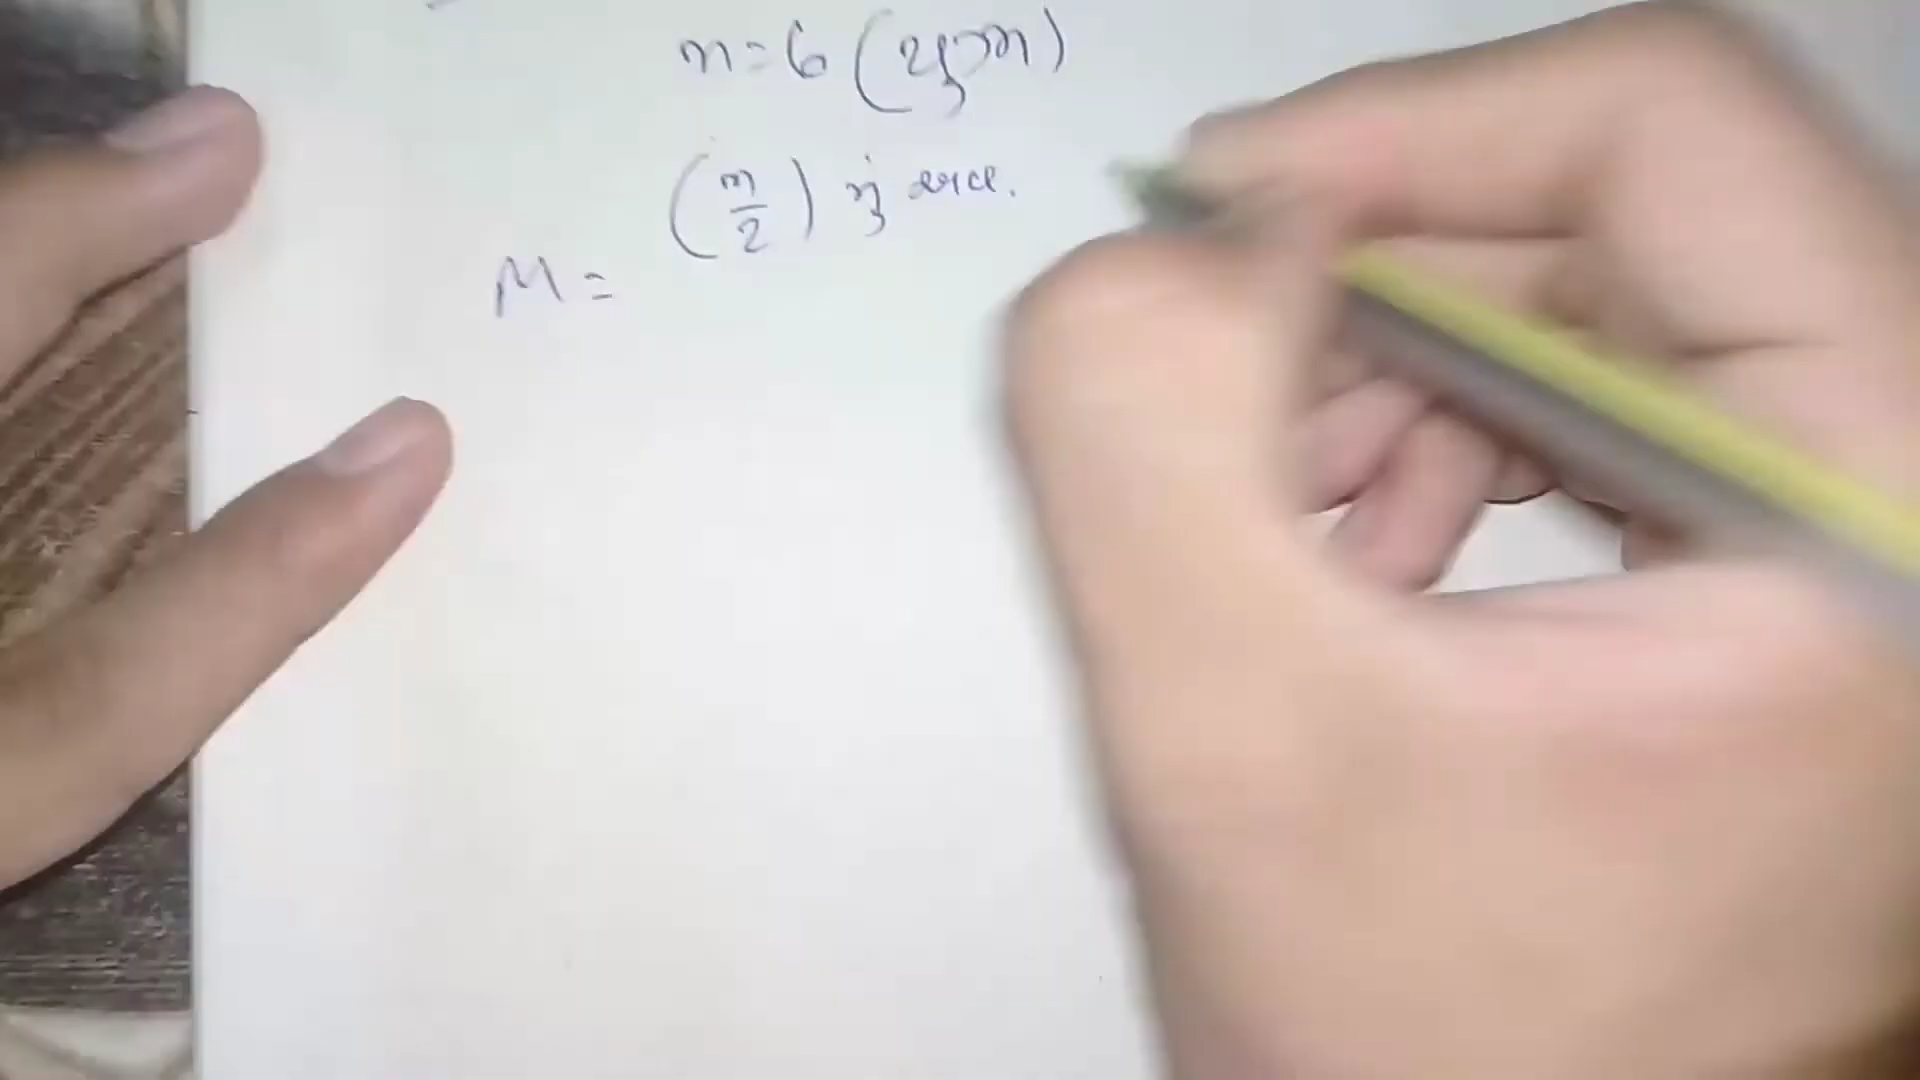 n = 6 (યુગ્મ)
(n/2) મું અવલ.
M =